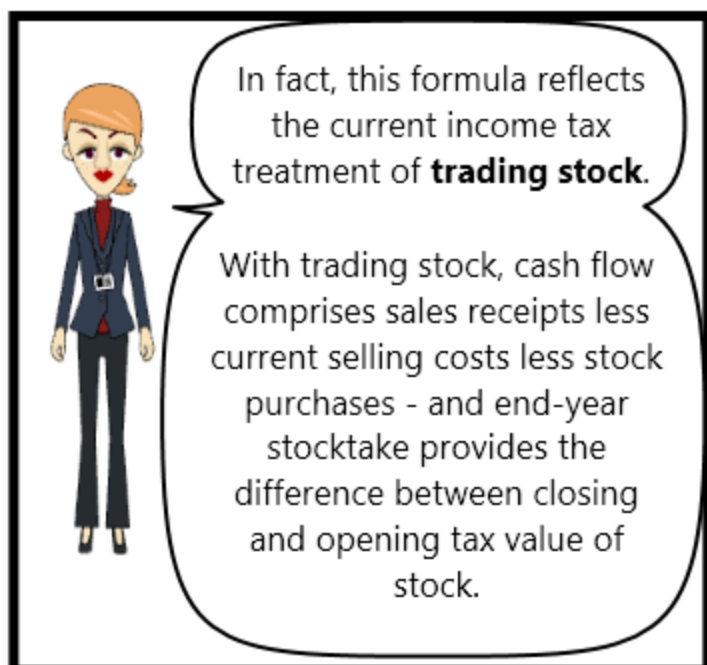 In fact, this formula reflects
the current income tax
treatment of trading stock.
With trading stock, cash flow
comprises sales receipts less
current selling costs less stock
purchases - and end-year
stocktake provides the
difference between closing
and opening tax value of
stock.